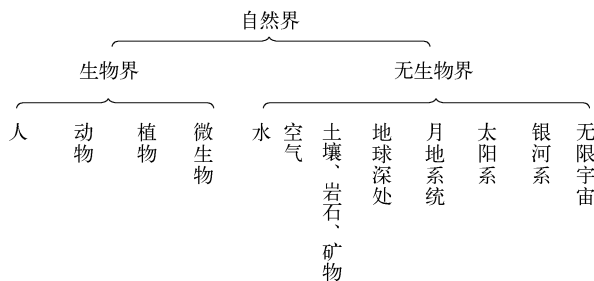 自然界
生物界
无生物界
人
动物
植物
微生物
水
空气
土壤、岩石、矿物
地球深处
月地系统
太阳系
银河系
无限宇宙